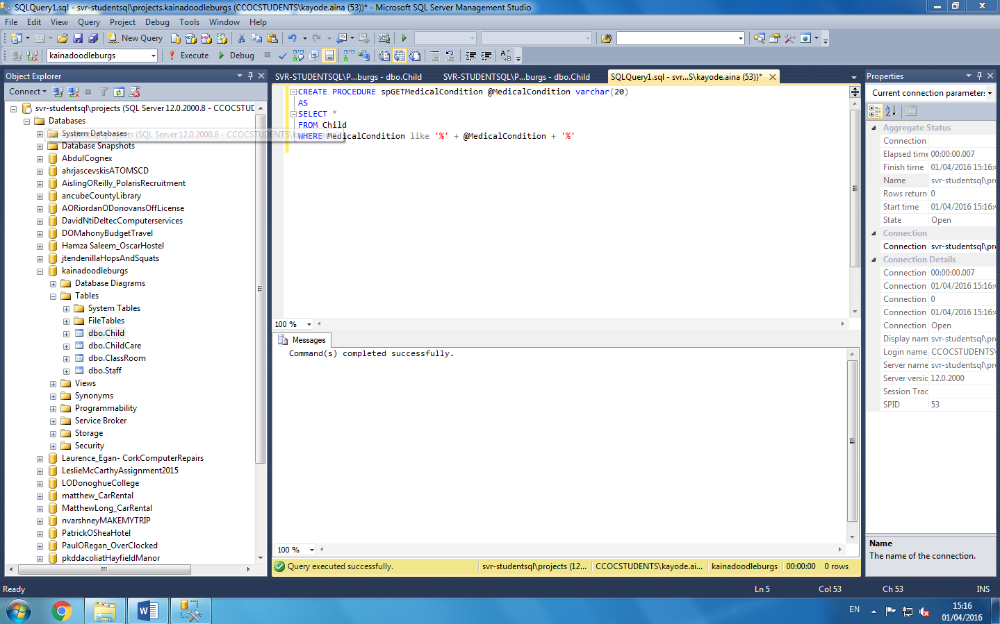 SQLQuery1.sql - svr-studentsql\projects.kainadoodleburgs (CCOCSTUDENTS\kayode.aina (53))* - Microsoft SQL Server Management Studio
File Edit View Query Project Debug Tools Window Help
New Query
kainadoodleburgs Execute Debug
Object Explorer
Connect
svr-studentsql\projects (SQL Server 12.0.2000.8 - CCOCSTUD
Databases
System Databases
Database Snapshots
AbdulCognex
ahrjascevskisATOMSCD
AislingOReilly_PolarisRecruitment
ancubeCountyLibrary
AORiordanODonovansOffLicense
DavidNtiDeltecComputerservices
DOMahonyBudgetTravel
Hamza Saleem_OscarHostel
jtendenillaHopsAndSquats
kainadoodleburgs
Database Diagrams
Tables
System Tables
FileTables
dbo.Child
dbo.ChildCare
dbo.ClassRoom
dbo.Staff
Views
Synonyms
Programmability
Service Broker
Storage
Security
Laurence_Egan- CorkComputerRepairs
LeslieMcCarthyAssignment2015
LODonoghueCollege
matthew_CarRental
MatthewLong_CarRental
nvarshneyMAKEMYTRIP
PatrickOSheaHotel
PaulORegan_OverClocked
pkddacoliatHayfieldManor
SVR-STUDENTSQL\P...burgs - dbo.Child SVR-STUDENTSQL\P...burgs - dbo.Child SQLQuery1.sql - svr...S\kayode.aina (53))*
CREATE PROCEDURE spGETMedicalCondition @MedicalCondition varchar(20)
AS
SELECT *
FROM Child
WHERE MedicalCondition like '%' + @MedicalCondition + '%'
100 %
Messages
Command(s) completed successfully.
100 %
Query executed successfully. svr-studentsql\projects (12... CCOCSTUDENTS\kayode.ai... kainadoodleburgs 00:00:00 0 rows
Properties
Current connection parameters
Aggregate Status
Connection
Elapsed time 00:00:00.007
Finish time 01/04/2016 15:16:4
Name svr-studentsql\pr
Rows return 0
Start time 01/04/2016 15:16:4
State Open
Connection
Connection svr-studentsql\pr
Connection Details
Connection 00:00:00.007
Connection 01/04/2016 15:16:4
Connection 0
Connection 01/04/2016 15:16:4
Connection Open
Display nam svr-studentsql\pr
Login name CCOCSTUDENTS\
Server name svr-studentsql\pr
Server versic 12.0.2000
Session Trac
SPID 53
Name
The name of the connection.
Ready Ln 5 Col 53 Ch 53 INS
EN 15:16
01/04/2016